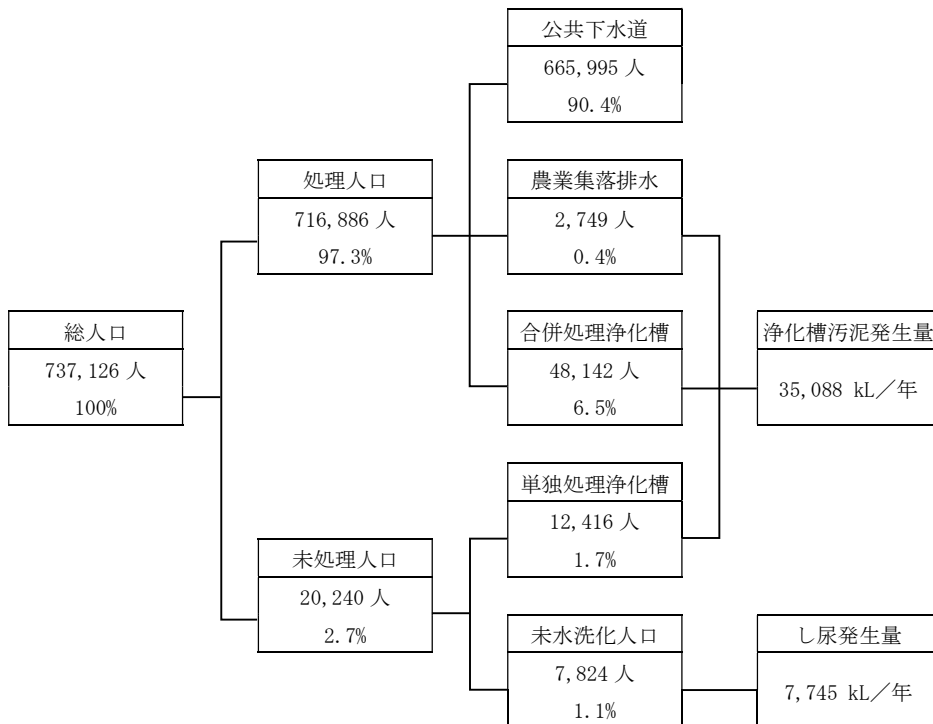 総人口
737,126 人
100%
処理人口
716,886 人
97.3%
未処理人口
20,240 人
2.7%
公共下水道
665,995 人
90.4%
農業集落排水
2,749 人
0.4%
合併処理浄化槽
48,142 人
6.5%
単独処理浄化槽
12,416 人
1.7%
未水洗化人口
7,824 人
1.1%
浄化槽汚泥発生量
35,088 kL／年
し尿発生量
7,745 kL／年